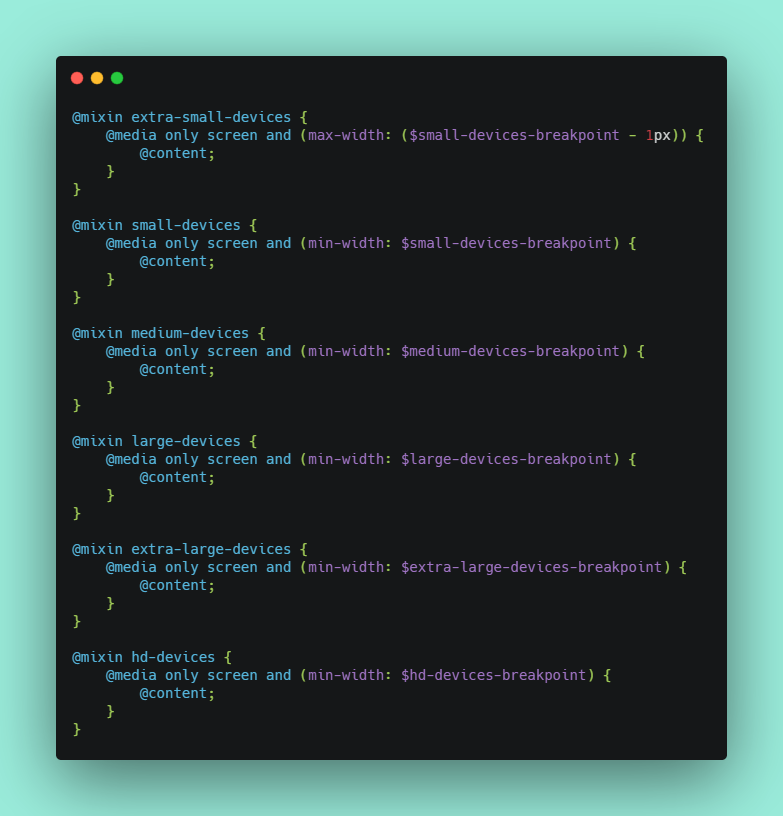 @mixin extra-small-devices {
    @media only screen and (max-width: ($small-devices-breakpoint - 1px)) {
        @content;
    }
}

@mixin small-devices {
    @media only screen and (min-width: $small-devices-breakpoint) {
        @content;
    }
}

@mixin medium-devices {
    @media only screen and (min-width: $medium-devices-breakpoint) {
        @content;
    }
}

@mixin large-devices {
    @media only screen and (min-width: $large-devices-breakpoint) {
        @content;
    }
}

@mixin extra-large-devices {
    @media only screen and (min-width: $extra-large-devices-breakpoint) {
        @content;
    }
}

@mixin hd-devices {
    @media only screen and (min-width: $hd-devices-breakpoint) {
        @content;
    }
}